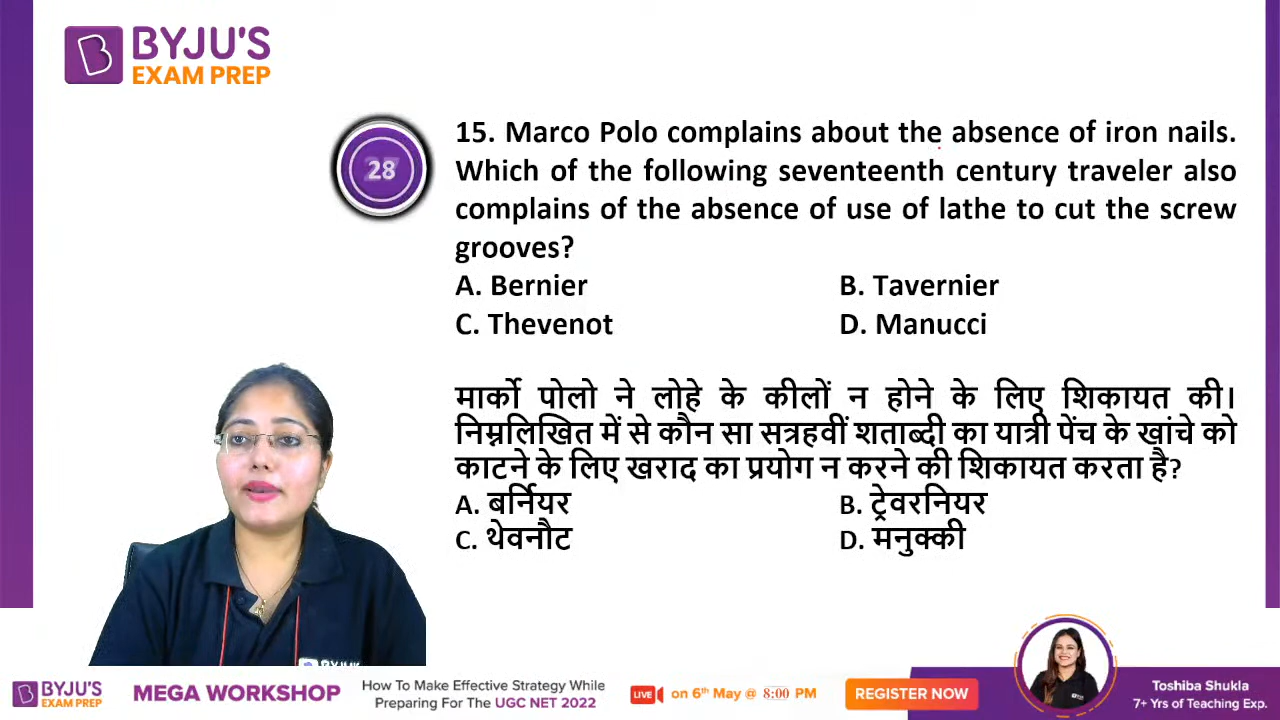 BYJU'S
EXAM PREP
28
15. Marco Polo complains about the absence of iron nails.
Which of the following seventeenth century traveler also
complains of the absence of use of lathe to cut the screw
grooves?
A. Bernier B. Tavernier
C. Thevenot D. Manucci
मार्को पोलो ने लोहे के कीलों न होने के लिए शिकायत की।
निम्नलिखित में से कौन सा सत्रहवीं शताब्दी का यात्री पेंच के खांचे को
काटने के लिए खराद का प्रयोग न करने की शिकायत करता है?
A. बर्नियर B. ट्रेवरनियर
C. थेवनौट D. मनुक्की
BYJU'S
EXAM PREP
MEGA WORKSHOP
How To Make Effective Strategy While
Preparing For The UGC NET 2022
LIVE on 6th May @ 8:00 PM
REGISTER NOW
Toshiba Shukla
7+ Yrs of Teaching Exp.